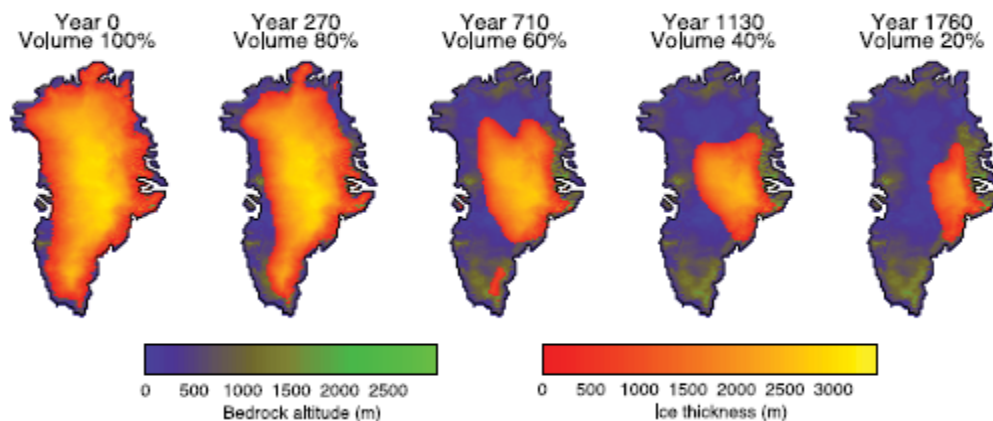 Year 0
Volume 100%
Year 270
Volume 80%
Year 710
Volume 60%
Year 1130
Volume 40%
Year 1760
Volume 20%
0 500 1000 1500 2000 2500
Bedrock altitude (m)
0 500 1000 1500 2000 2500 3000
Ice thickness (m)